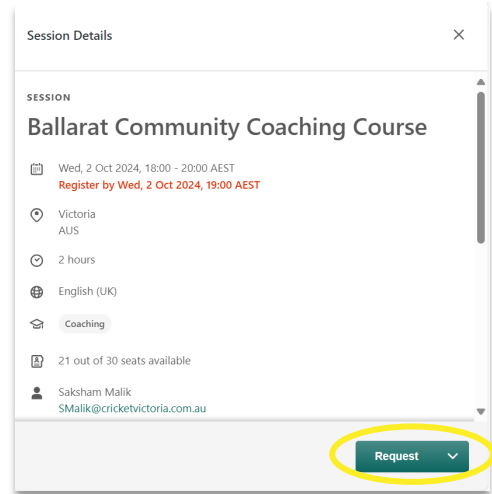 Session Details
SESSION
Ballarat Community Coaching Course
Wed, 2 Oct 2024, 18:00 - 20:00 AEST
Register by Wed, 2 Oct 2024, 19:00 AEST
Victoria
AUS
2 hours
English (UK)
Coaching
21 out of 30 seats available
Saksham Malik
SMalik@cricketvictoria.com.au
Request